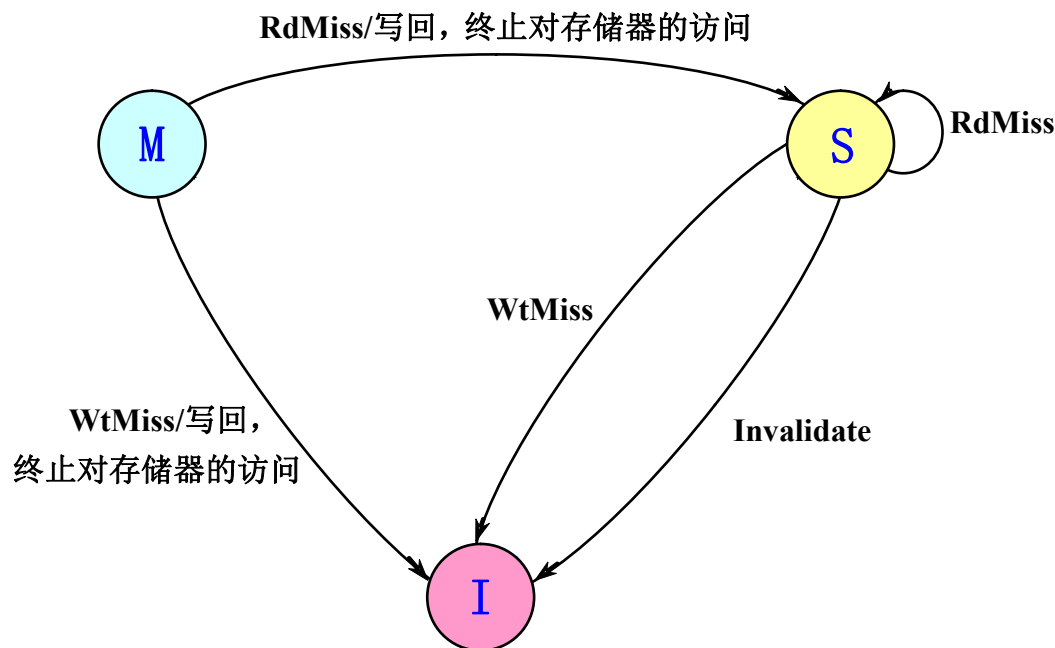 RdMiss/写回，终止对存储器的访问
M
S
RdMiss
WtMiss
WtMiss/写回，
终止对存储器的访问
Invalidate
I